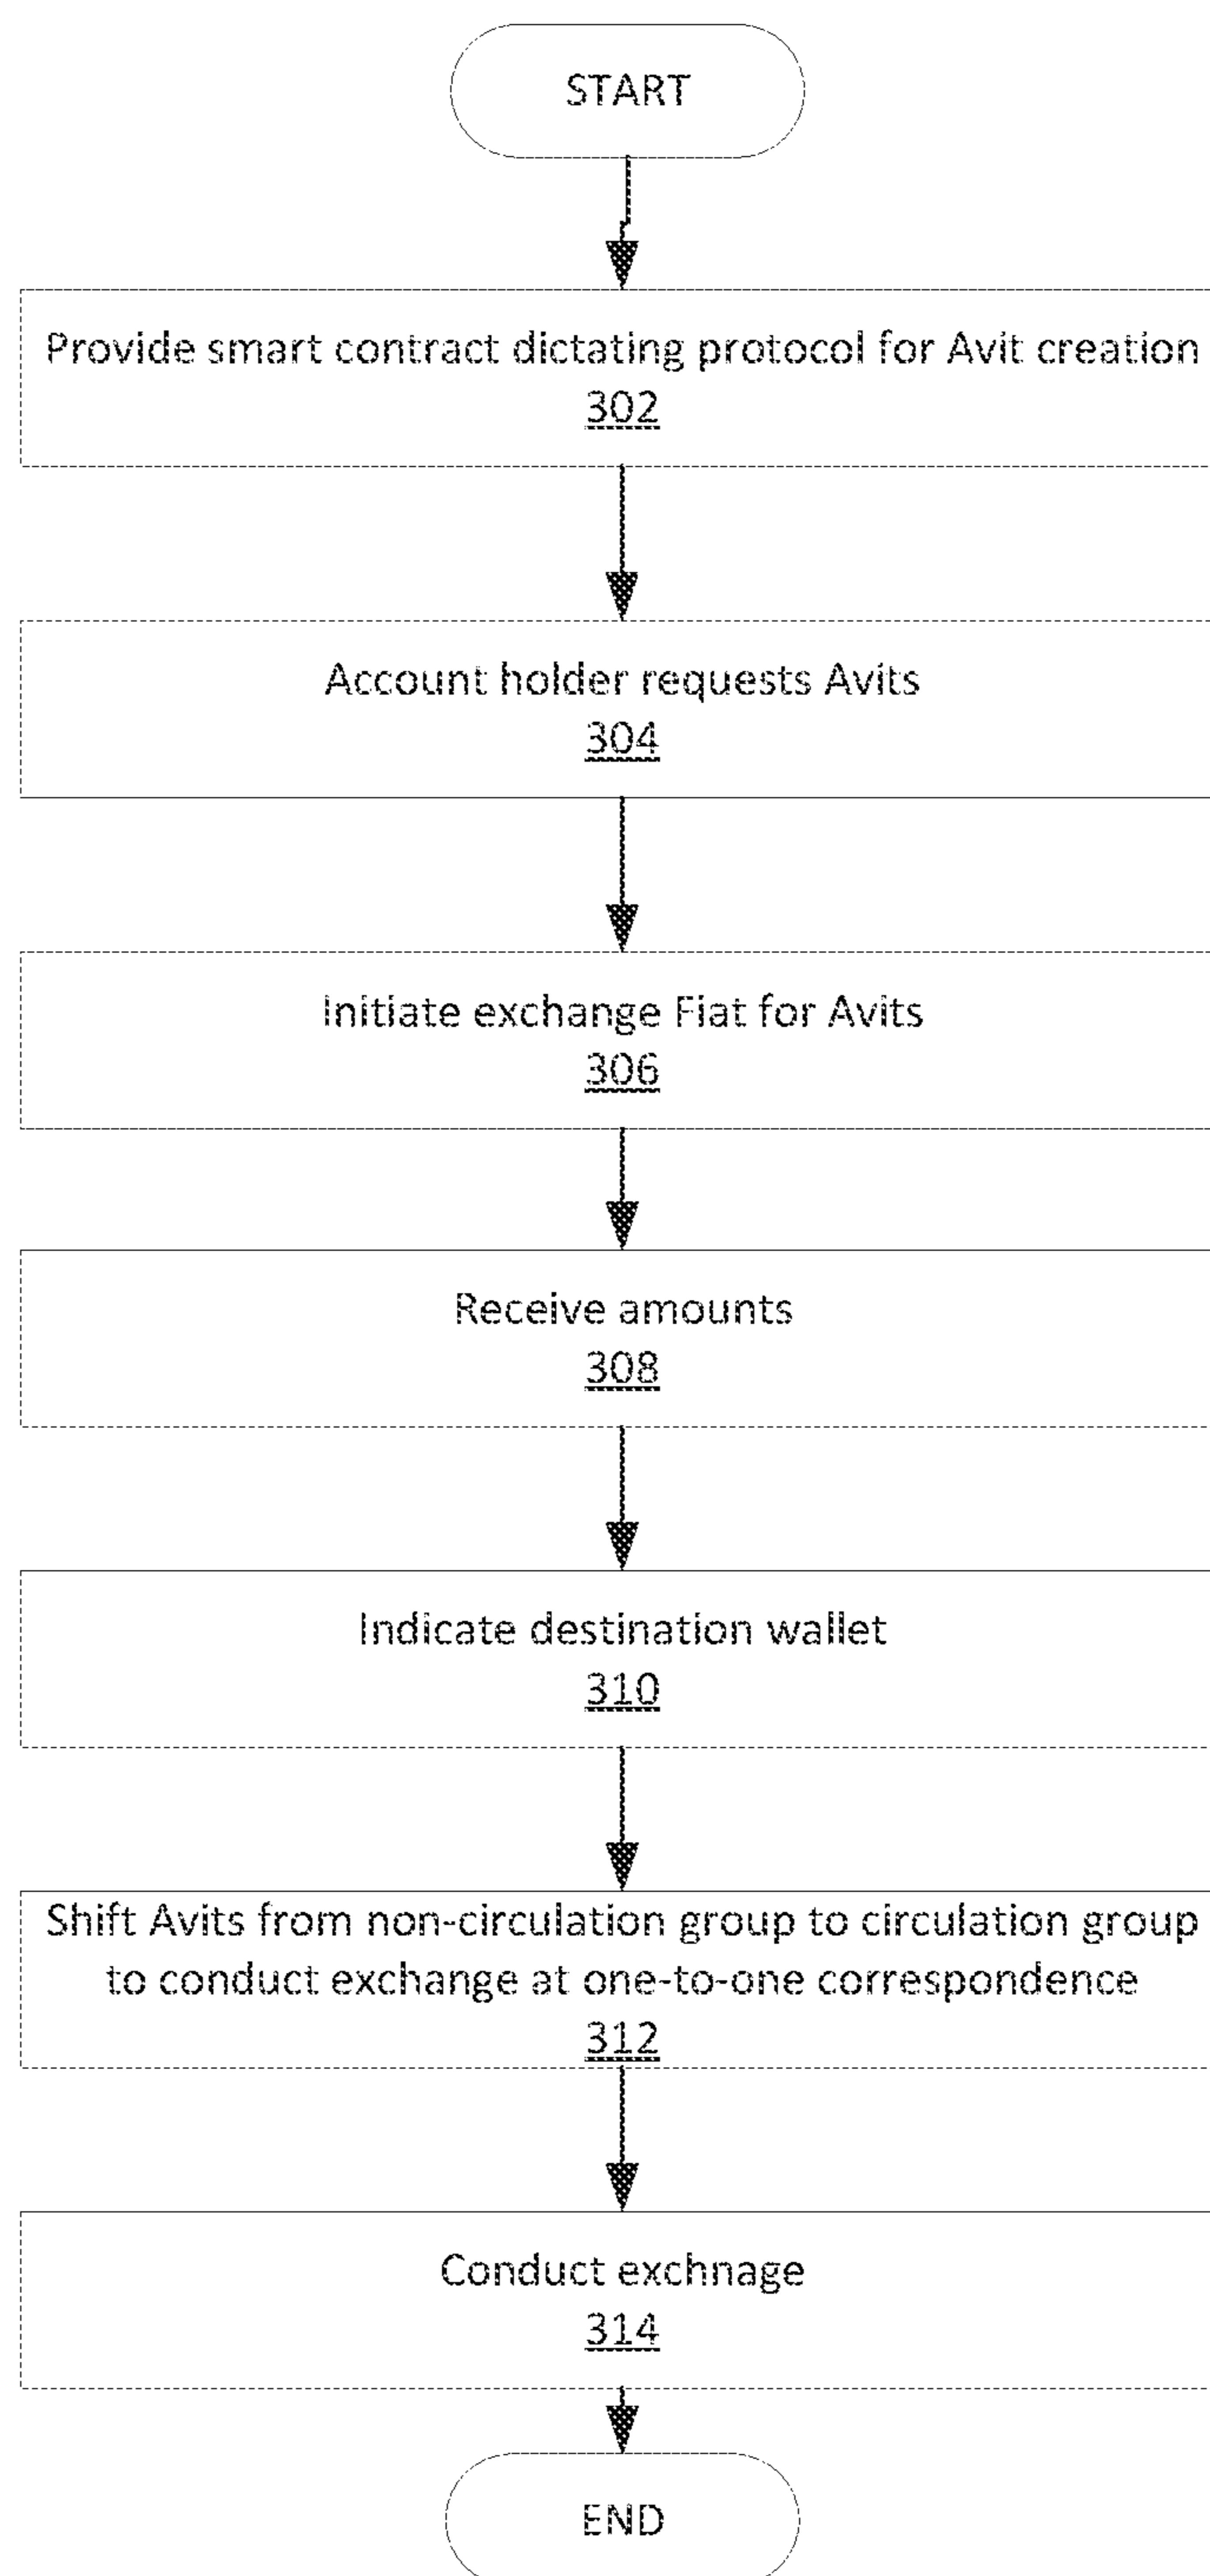 START
Provide smart contract dictating protocol for Avit creation
302
Account holder requests Avits
304
Initiate exchange Fiat for Avits
306
Receive amounts
308
Indicate destination wallet
310
Shift Avits from non-circulation group to circulation group
to conduct exchange at one-to-one correspondence
312
Conduct exchnage
314
END